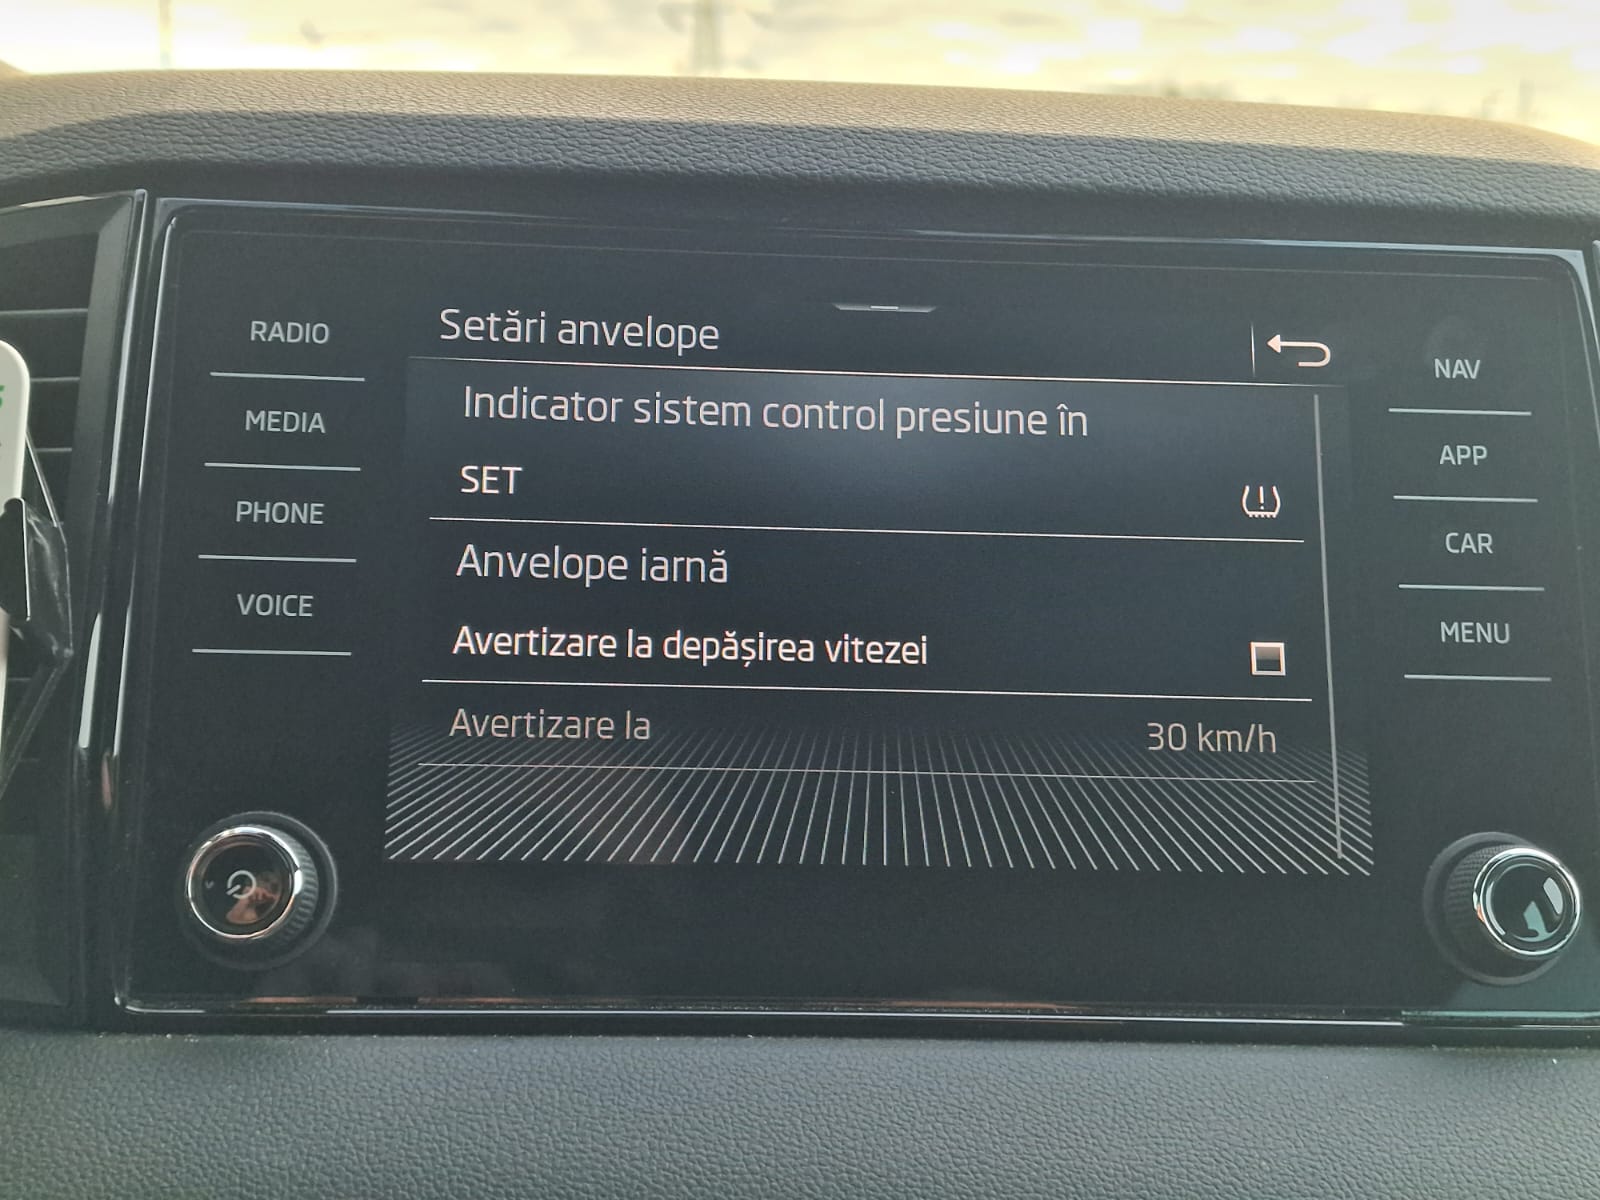 Setări anvelope
RADIO
MEDIA
PHONE
VOICE
Indicator sistem control presiune în
SET
Anvelope iarnă
Avertizare la depășirea vitezei
Avertizare la 30 km/h
NAV
APP
CAR
MENU